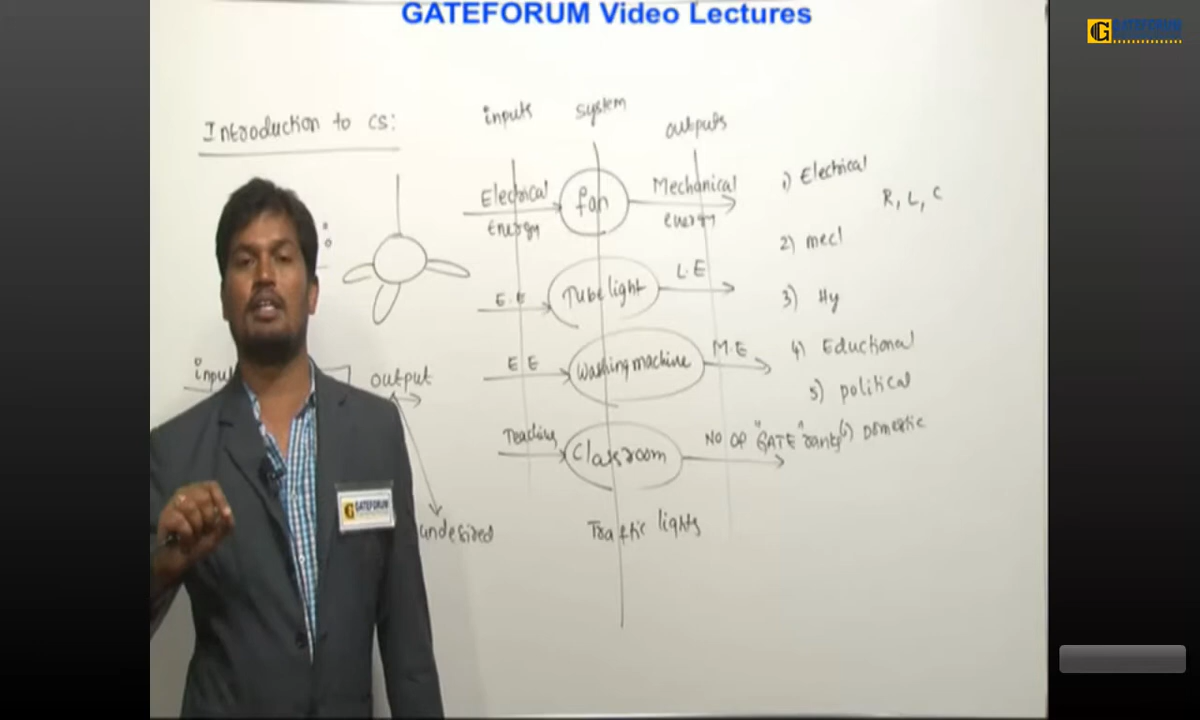 GATEFORUM Video Lectures
GATEFORUM
Introduction to CS:
inputs
system
outputs
Electrical
Energy
fan
Mechanical
energy
E.E
Tube light
L.E
E E
Washing machine
M.E
Teaching
Classroom
No of "GATE" ranks
Traffic lights
input
output
undesired
GATEFORUM
1) Electrical
R, L, C
2) mecl
3) Hy
4) Eductional
5) political
6) Domestic